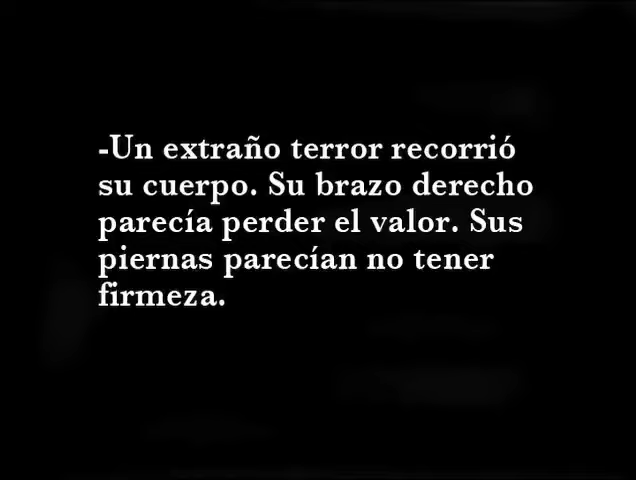 -Un extraño terror recorrió
su cuerpo. Su brazo derecho
parecía perder el valor. Sus
piernas parecían no tener
firmeza.